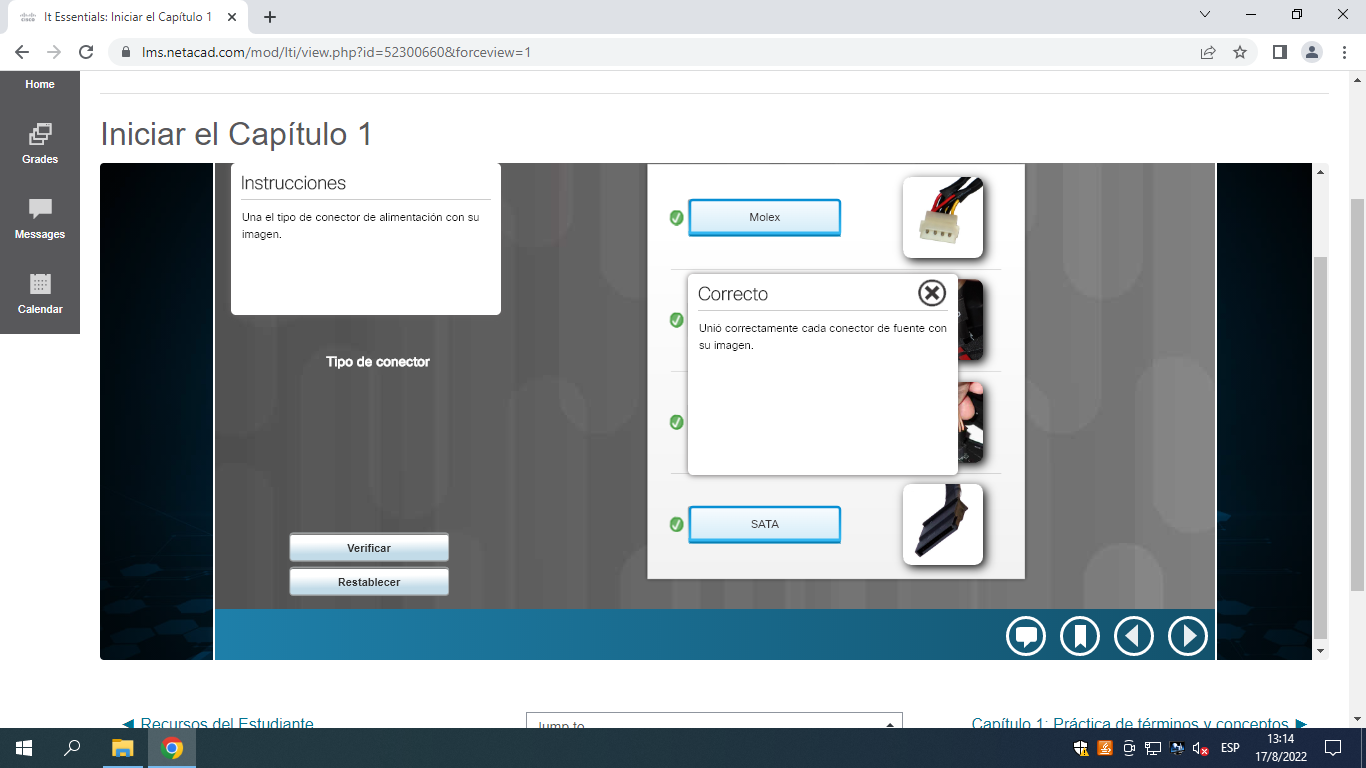 It Essentials: Iniciar el Capítulo 1
lms.netacad.com/mod/lti/view.php?id=52300660&forceview=1
Home
Grades
Messages
Calendar
Iniciar el Capítulo 1
Instrucciones
Una el tipo de conector de alimentación con su
imagen.
Tipo de conector
Verificar
Restablecer
Molex
Correcto
Unió correctamente cada conector de fuente con
su imagen.
SATA
◄ Recursos del Estudiante
Jump to...
Capítulo 1: Práctica de términos y conceptos ►
ESP
13:14
17/8/2022